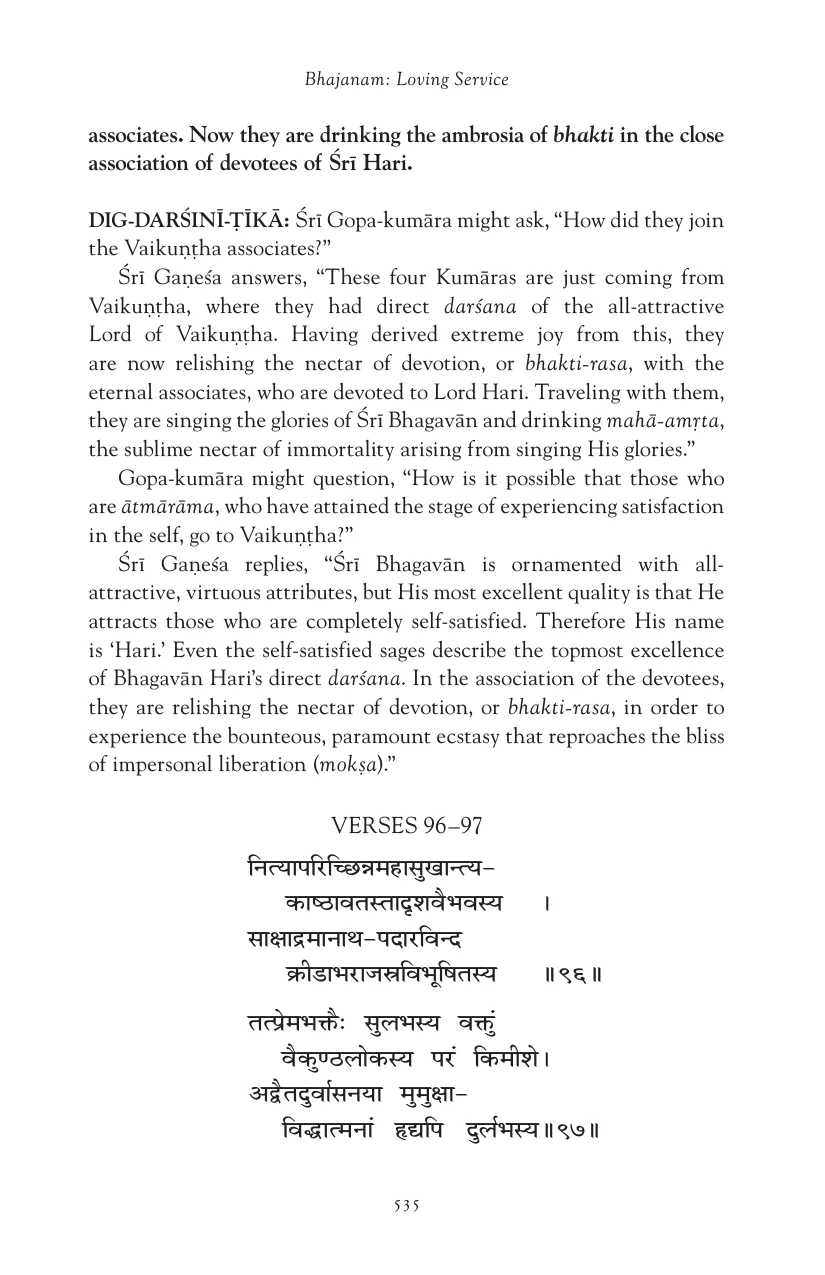 Bhajanam: Loving Service
associates. Now they are drinking the ambrosia of bhakti in the close
association of devotees of Śrī Hari.
DIG-DARŚINĪ-ṬĪKĀ: Śrī Gopa-kumāra might ask, “How did they join
the Vaikuṇṭha associates?”
Śrī Gaṇeśa answers, “These four Kumāras are just coming from
Vaikuṇṭha, where they had direct darśana of the all-attractive
Lord of Vaikuṇṭha. Having derived extreme joy from this, they
are now relishing the nectar of devotion, or bhakti-rasa, with the
eternal associates, who are devoted to Lord Hari. Traveling with them,
they are singing the glories of Śrī Bhagavān and drinking mahā-amṛta,
the sublime nectar of immortality arising from singing His glories.”
Gopa-kumāra might question, “How is it possible that those who
are ātmārāma, who have attained the stage of experiencing satisfaction
in the self, go to Vaikuṇṭha?”
Śrī Gaṇeśa replies, “Śrī Bhagavān is ornamented with all-
attractive, virtuous attributes, but His most excellent quality is that He
attracts those who are completely self-satisfied. Therefore His name
is ‘Hari.’ Even the self-satisfied sages describe the topmost excellence
of Bhagavān Hari’s direct darśana. In the association of the devotees,
they are relishing the nectar of devotion, or bhakti-rasa, in order to
experience the bounteous, paramount ecstasy that reproaches the bliss
of impersonal liberation (mokṣa).”
VERSES 96–97
नित्यापरिच्छिन्नमहासुखान्त्य–
काष्ठावतस्तादृशवैभवस्य ।
साक्षाद्रमानाथ–पदारविन्द
क्रीडाभराजस्रविभूषितस्य ॥९६॥
तत्प्रेमभक्तैः सुलभस्य वक्तुं
वैकुण्ठलोकस्य परं किमीशे।
अद्वैतदुर्वासनया मुमुक्षा–
विद्धात्मनां हृद्यपि दुर्लभस्य॥९७॥
535